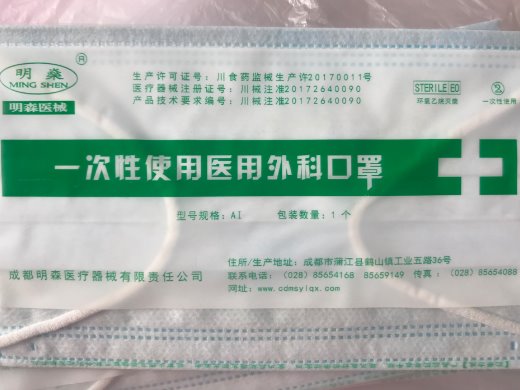 明燊®
MING SHEN
明森医械
生产许可证号：川食药监械生产许20170011号
医疗器械注册证号：川械注准20172640090
产品技术要求编号：川械注准20172640090
STERILE EO
环氧乙烷灭菌
②
一次性使用
一次性使用医用外科口罩
型号规格：AI 包装数量：1个
成都明森医疗器械有限责任公司
住所/生产地址：成都市蒲江县鹤山镇工业五路36号
联系电话：（028）85654168 85659149 传真：（028）85654088
网址：www.cdmsylqx.com